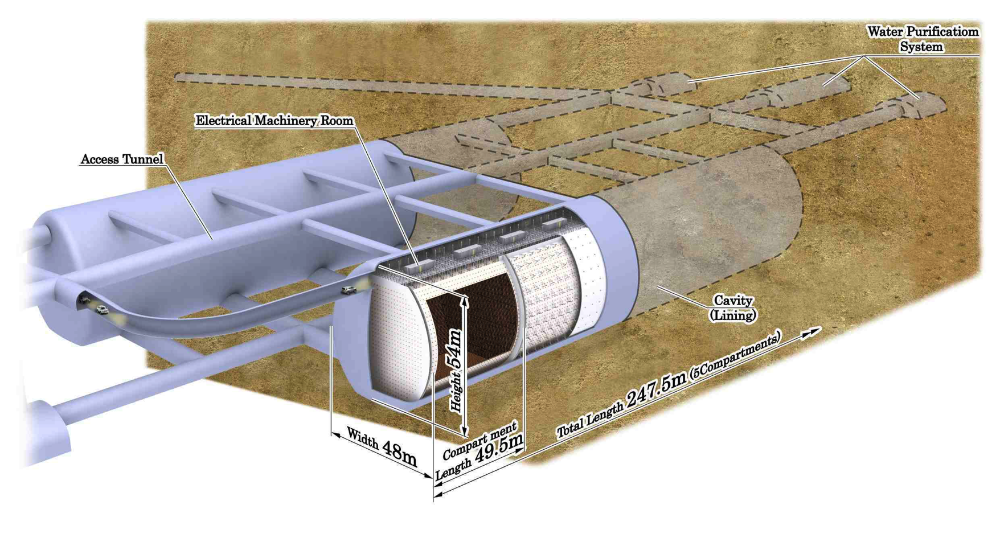 Water Purificatiom
System
Electrical Machinery Room
Access Tunnel
Cavity
(Lining)
Height 54m
Width 48m
Compart ment
Length 49.5m
Total Length 247.5m (5Compartments)